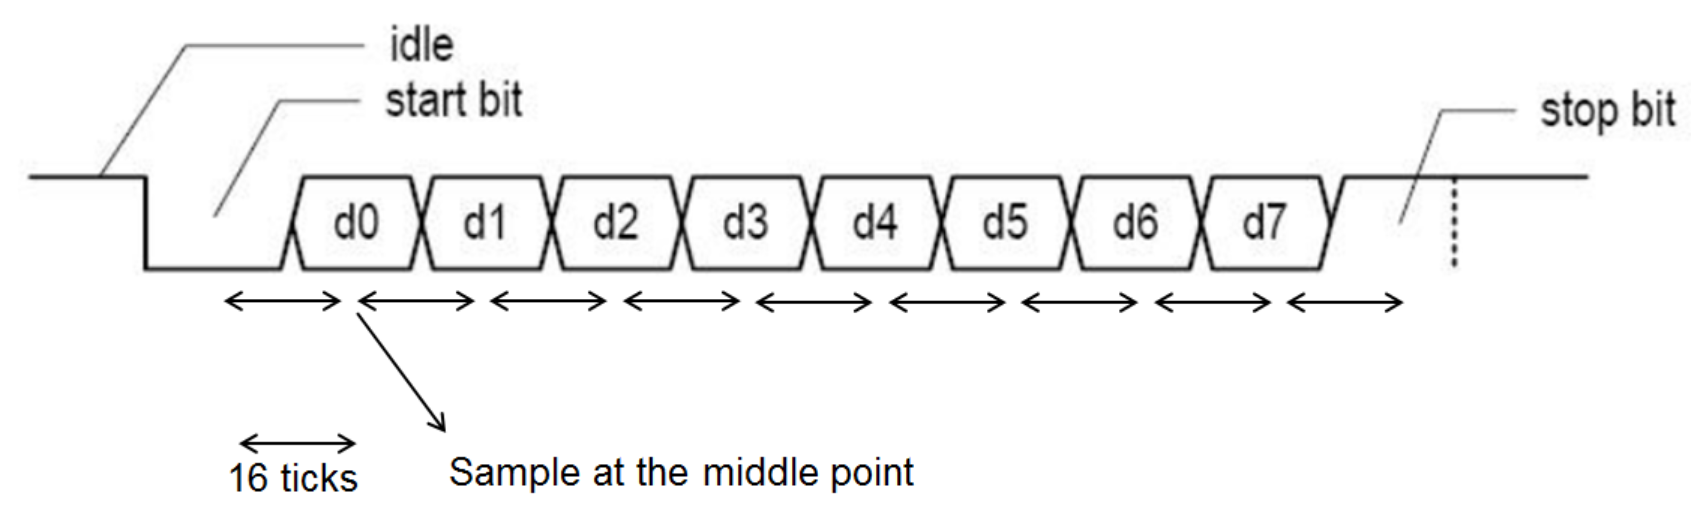 idle
start bit
stop bit
d0 d1 d2 d3 d4 d5 d6 d7
16 ticks
Sample at the middle point